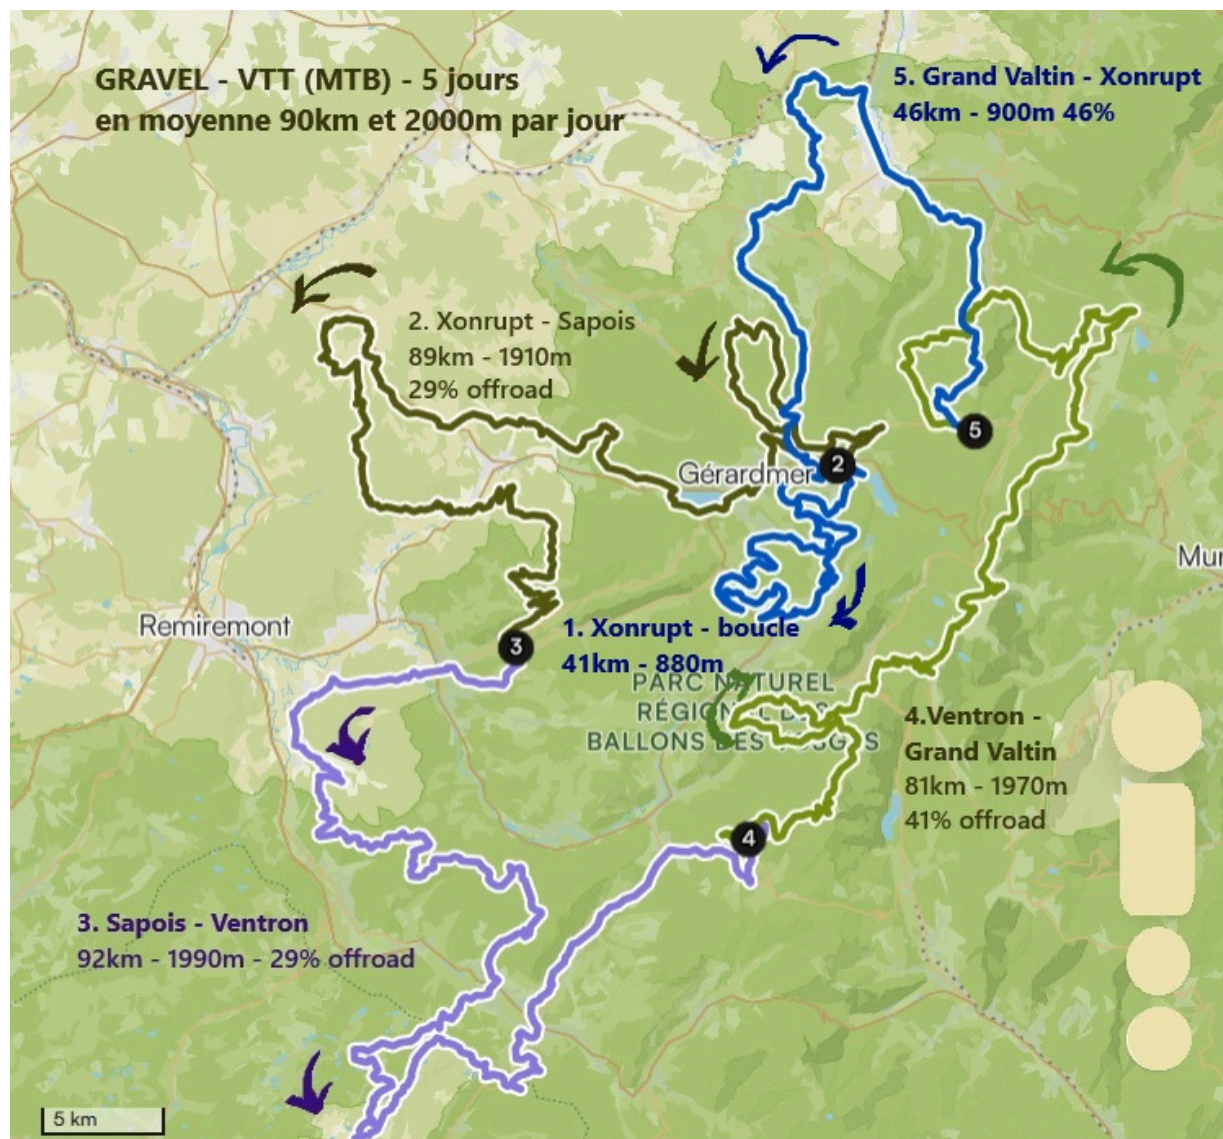 GRAVEL - VTT (MTB) - 5 jours
en moyenne 90km et 2000m par jour
5. Grand Valtin - Xonrupt
46km - 900m 46%
2. Xonrupt - Sapois
89km - 1910m
29% offroad
5
2
Gérardmer
Mur
Remiremont
3
1. Xonrupt - boucle
41km - 880m
PARC NATUREL
RÉGIONAL DES
BALLONS DES VOSGES
4.Ventron -
Grand Valtin
81km - 1970m
41% offroad
4
3. Sapois - Ventron
92km - 1990m - 29% offroad
5 km